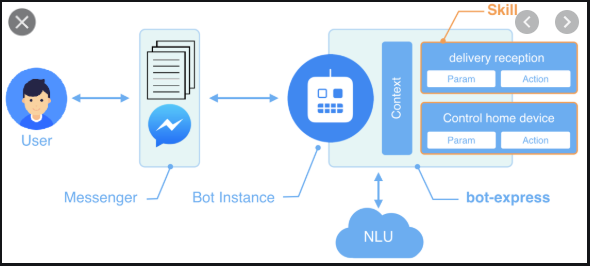 Skill
delivery reception
Param
Action
Context
Control home device
Param
Action
User
Messenger
Bot Instance
bot-express
NLU